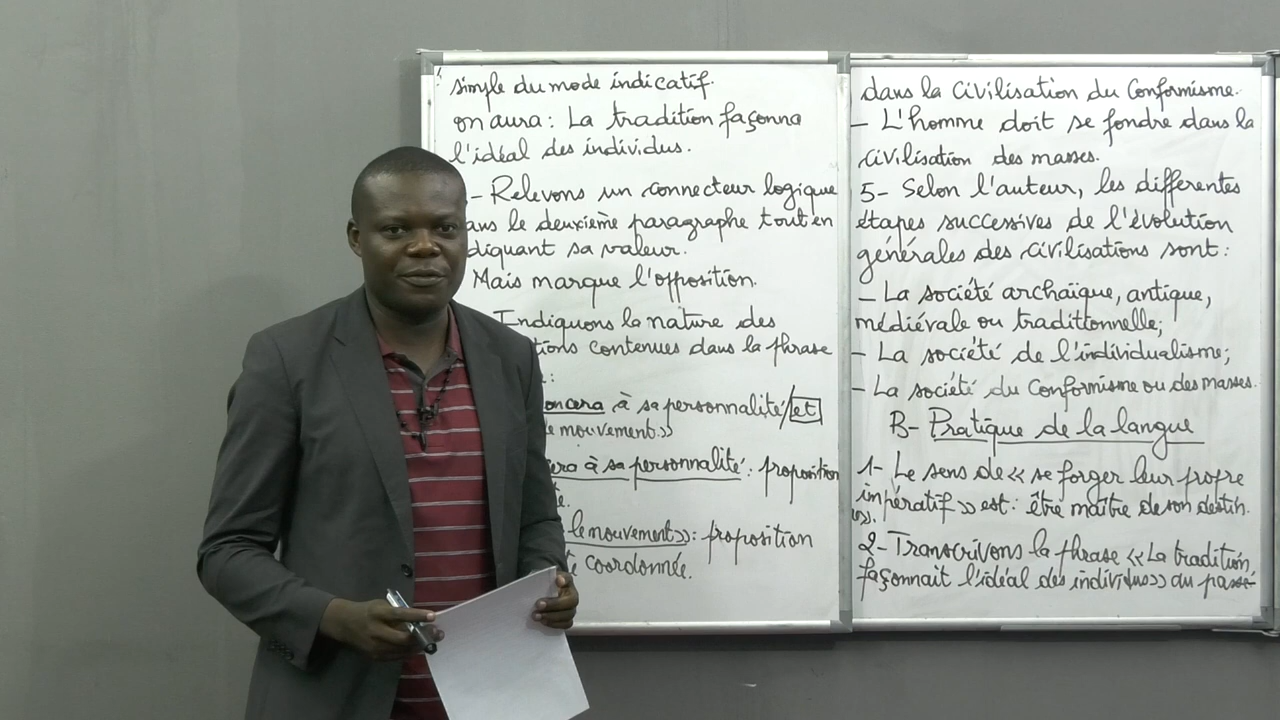 simple du mode indicatif.
on aura : La tradition façonna
l'idéal des individus.
- Relevons un connecteur logique
le deuxième paragraphe tout en
diquant sa valeur.
Mais marque l'opposition.
Indiquons la nature des
contenues dans la phrase
:
oncera à sa personnalité/et
mouvement »
à sa personnalité : proposition
le mouvement » : proposition
coordonnée.
dans la Civilisation du Conformisme.
- L'homme doit se fondre dans la
civilisation des masses.
5- Selon l'auteur, les différentes
étapes successives de l'évolution
générales des civilisations sont :
- La société archaïque, antique,
médiévale ou tradittonnelle;
- La société de l'individualisme;
- La société du Conformisme ou des masses.
B- Pratique de la langue
1- Le sens de « se forger leur propre
impératif » est : être maître de son destin.
2- Transcrivons la phrase « La tradition
façonnait l'idéal des individus » au passé